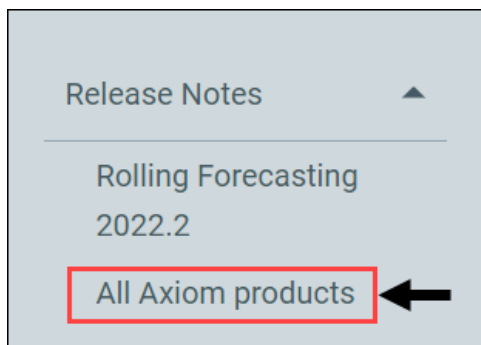 Release Notes
Rolling Forecasting
2022.2
All Axiom products